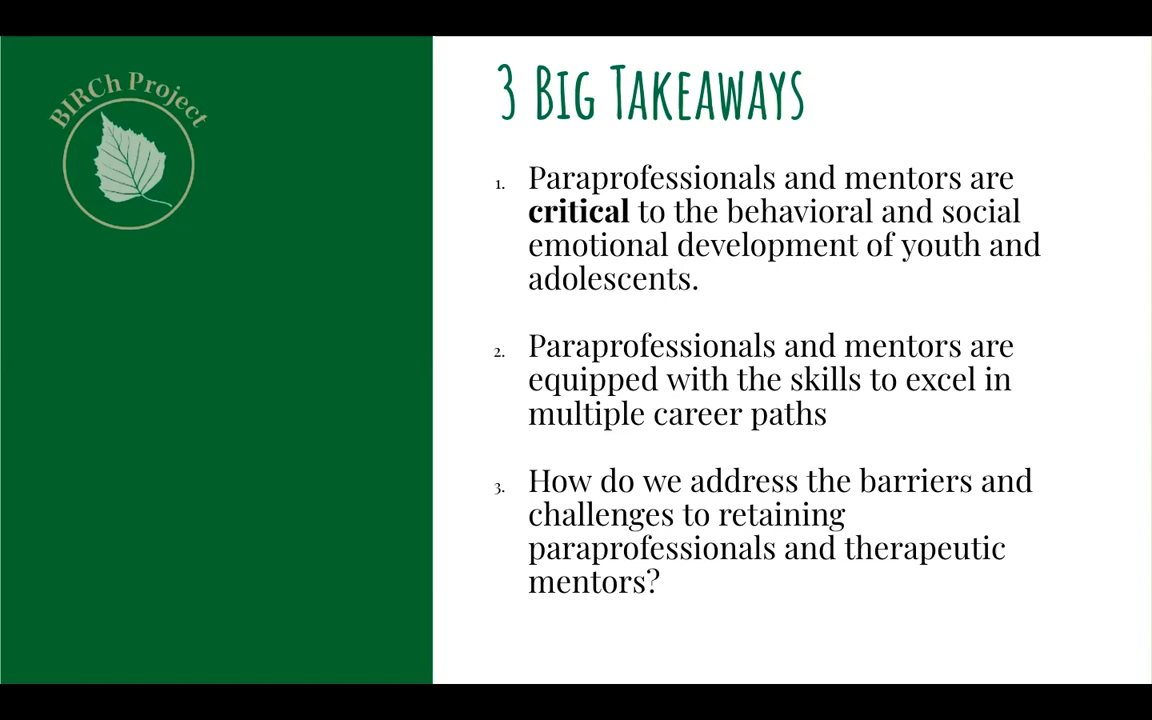 BIRCh Project
3 Big Takeaways
1. Paraprofessionals and mentors are
critical to the behavioral and social
emotional development of youth and
adolescents.
2. Paraprofessionals and mentors are
equipped with the skills to excel in
multiple career paths
3. How do we address the barriers and
challenges to retaining
paraprofessionals and therapeutic
mentors?